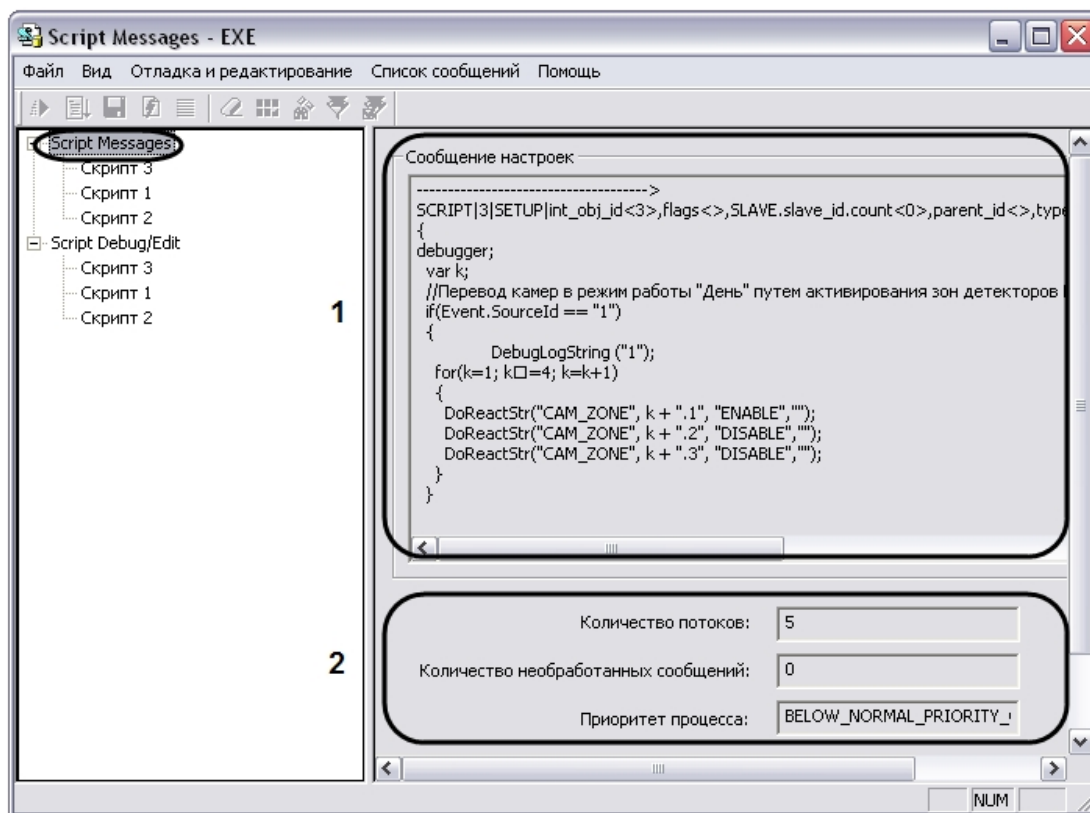 Script Messages - EXE
Файл Вид Отладка и редактирование Список сообщений Помощь
Script Messages
Скрипт 3
Скрипт 1
Скрипт 2
Script Debug/Edit
Скрипт 3
Скрипт 1
Скрипт 2
1
Сообщение настроек
------------------------------------->
SCRIPT|3|SETUP|int_obj_id<3>,flags<>,SLAVE.slave_id.count<0>,parent_id<>,type
{
debugger;
var k;
//Перевод камер в режим работы "День" путем активирования зон детекторов
if(Event.SourceId == "1")
{
DebugLogString ("1");
for(k=1; k□=4; k=k+1)
{
DoReactStr("CAM_ZONE", k + ".1", "ENABLE","");
DoReactStr("CAM_ZONE", k + ".2", "DISABLE","");
DoReactStr("CAM_ZONE", k + ".3", "DISABLE","");
}
}
2
Количество потоков: 5
Количество необработанных сообщений: 0
Приоритет процесса: BELOW_NORMAL_PRIORITY_
NUM